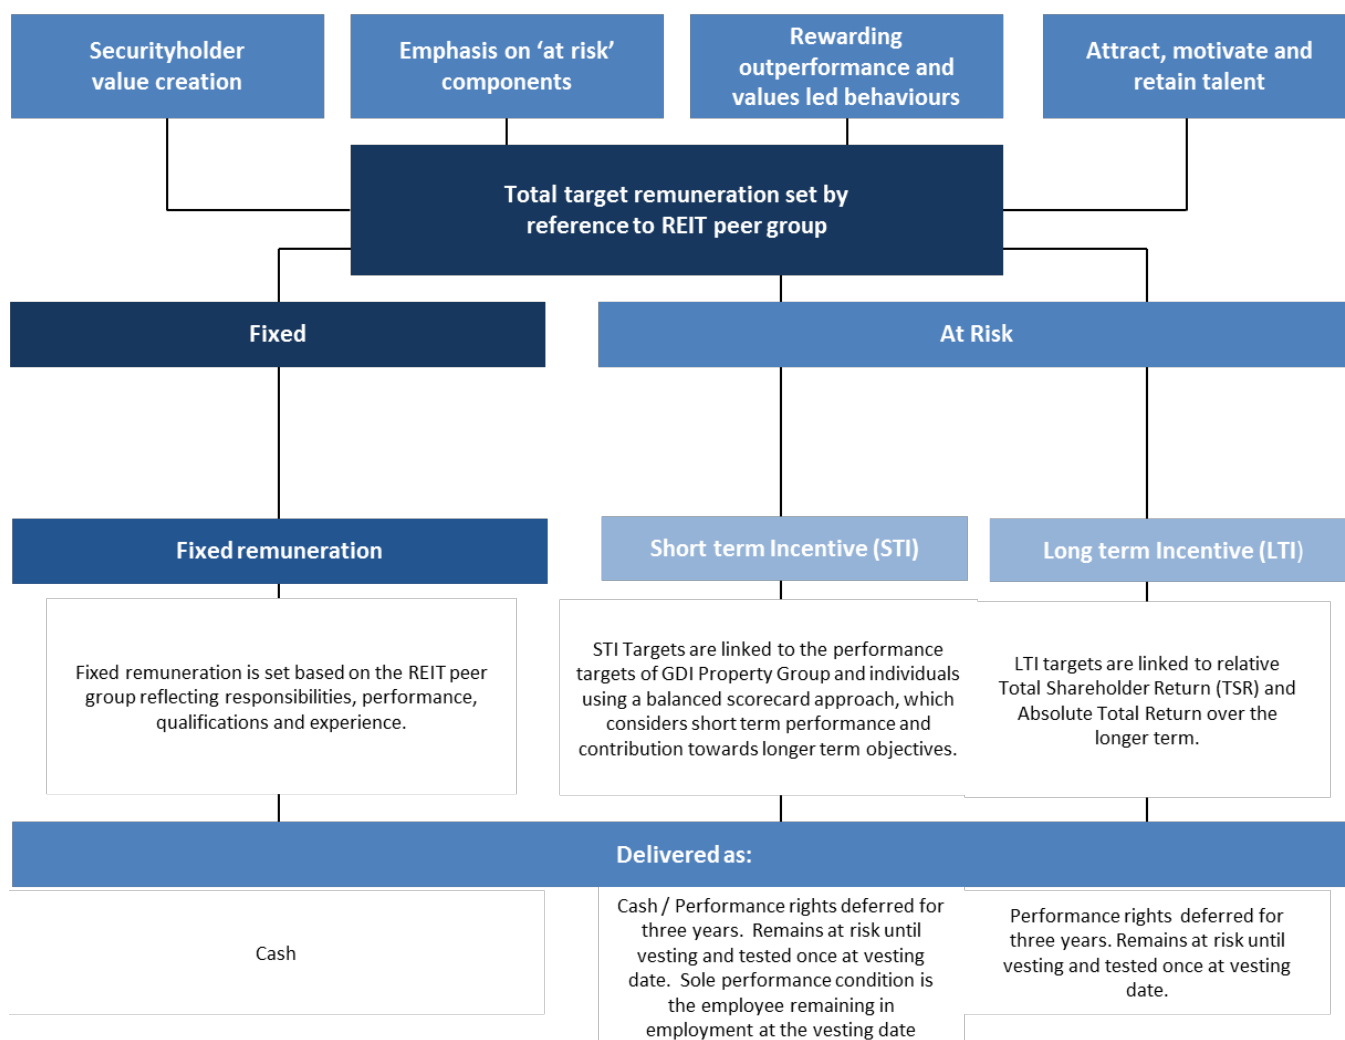 Securityholder
value creation
Emphasis on ‘at risk’
components
Rewarding
outperformance and
values led behaviours
Attract, motivate and
retain talent
Total target remuneration set by
reference to REIT peer group
Fixed
At Risk
Fixed remuneration
Short term Incentive (STI)
Long term Incentive (LTI)
Fixed remuneration is set based on the REIT peer
group reflecting responsibilities, performance,
qualifications and experience.
STI Targets are linked to the performance
targets of GDI Property Group and individuals
using a balanced scorecard approach, which
considers short term performance and
contribution towards longer term objectives.
LTI targets are linked to relative
Total Shareholder Return (TSR) and
Absolute Total Return over the
longer term.
Delivered as:
Cash
Cash / Performance rights deferred for
three years. Remains at risk until
vesting and tested once at vesting
date. Sole performance condition is
the employee remaining in
employment at the vesting date
Performance rights deferred for
three years. Remains at risk until
vesting and tested once at vesting
date.